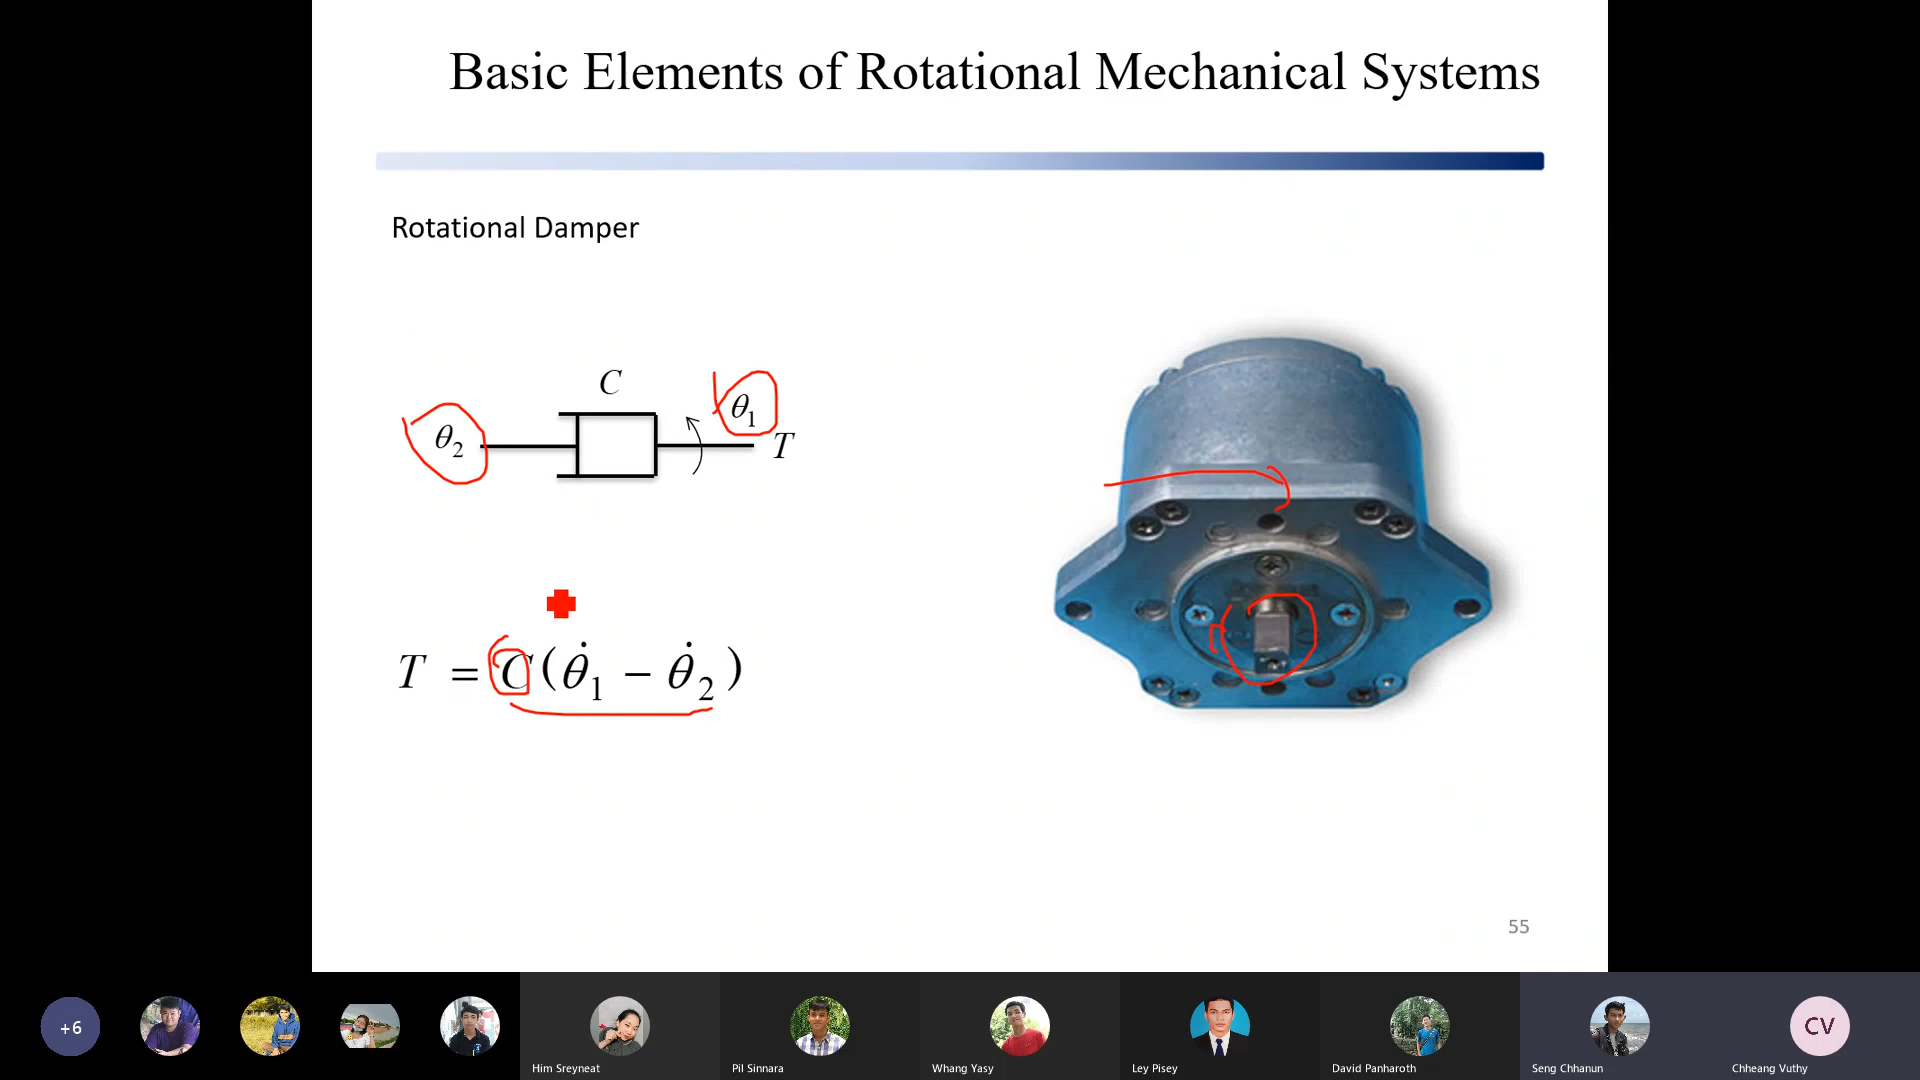 Basic Elements of Rotational Mechanical Systems
Rotational Damper
C
θ₁
θ₂
T
T = C(θ̇₁ − θ̇₂)
55
+6
Him Sreyneat
Pil Sinnara
Whang Yasy
Ley Pisey
David Panharoth
Seng Chhanun
CV
Chheang Vuthy